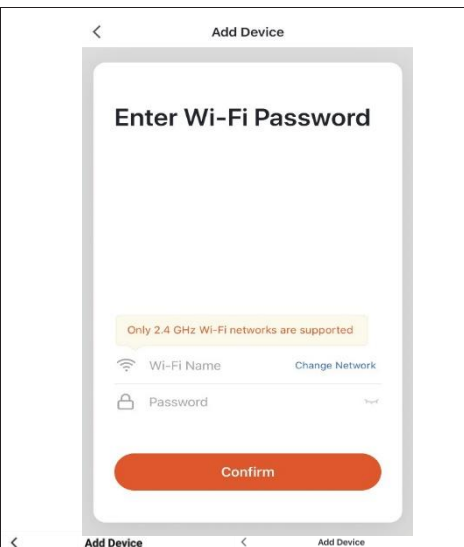 Add Device
Enter Wi-Fi Password
Only 2.4 GHz Wi-Fi networks are supported
Wi-Fi Name Change Network
Password
Confirm
Add Device Add Device